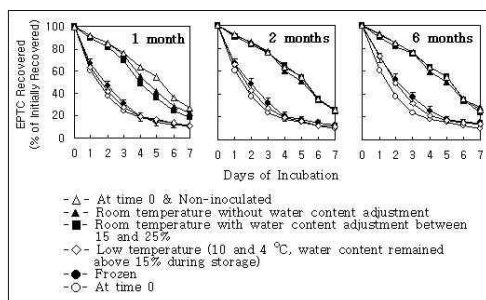 EPTC Recovered
(% of Initially Recovered)
100
80
60
40
20
0
1 month
2 months
6 months
0 1 2 3 4 5 6 7
0 1 2 3 4 5 6 7
0 1 2 3 4 5 6 7
Days of Incubation
At time 0 & Non-inoculated
Room temperature without water content adjustment
Room temperature with water content adjustment between
15 and 25%
Low temperature (10 and 4 °C, water content remained
above 15% during storage)
Frozen
At time 0